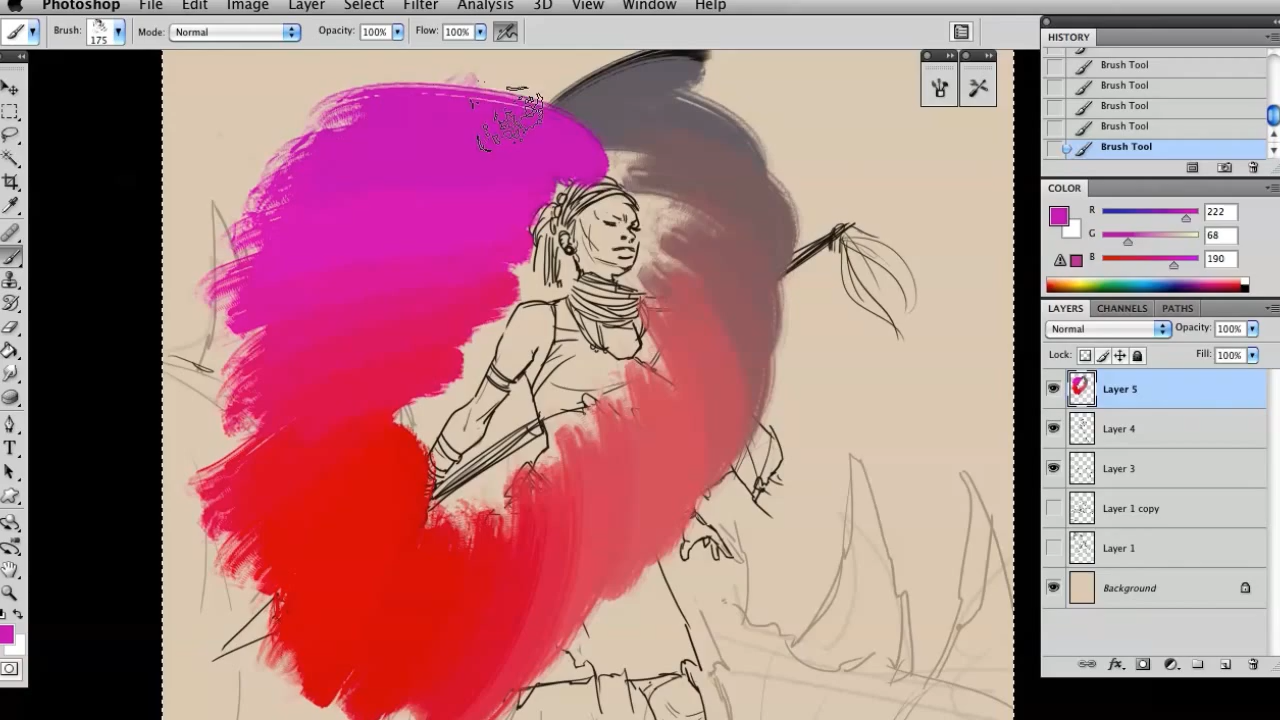 Photoshop File Edit Image Layer Select Filter Analysis 3D View Window Help
Brush: 175 Mode: Normal Opacity: 100% Flow: 100%
HISTORY
Brush Tool
Brush Tool
Brush Tool
Brush Tool
Brush Tool
COLOR
R 222
G 68
B 190
LAYERS CHANNELS PATHS
Normal Opacity: 100%
Lock: Fill: 100%
Layer 5
Layer 4
Layer 3
Layer 1 copy
Layer 1
Background
T